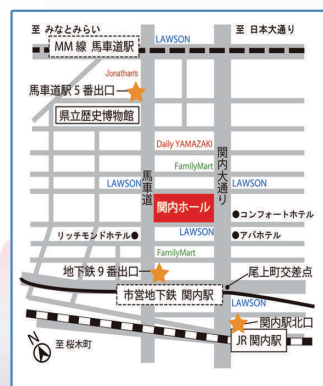 至 みなとみらい
至 日本大通り
MM 線 馬車道駅
LAWSON
Jonathan's
馬車道駅5番出口
県立歴史博物館
Daily YAMAZAKI
FamilyMart
馬車道
関内大通り
LAWSON
LAWSON
関内ホール
コンフォートホテル
リッチモンドホテル
LAWSON
アパホテル
FamilyMart
地下鉄9番出口
尾上町交差点
市営地下鉄 関内駅
LAWSON
関内駅北口
N
至 桜木町
JR 関内駅